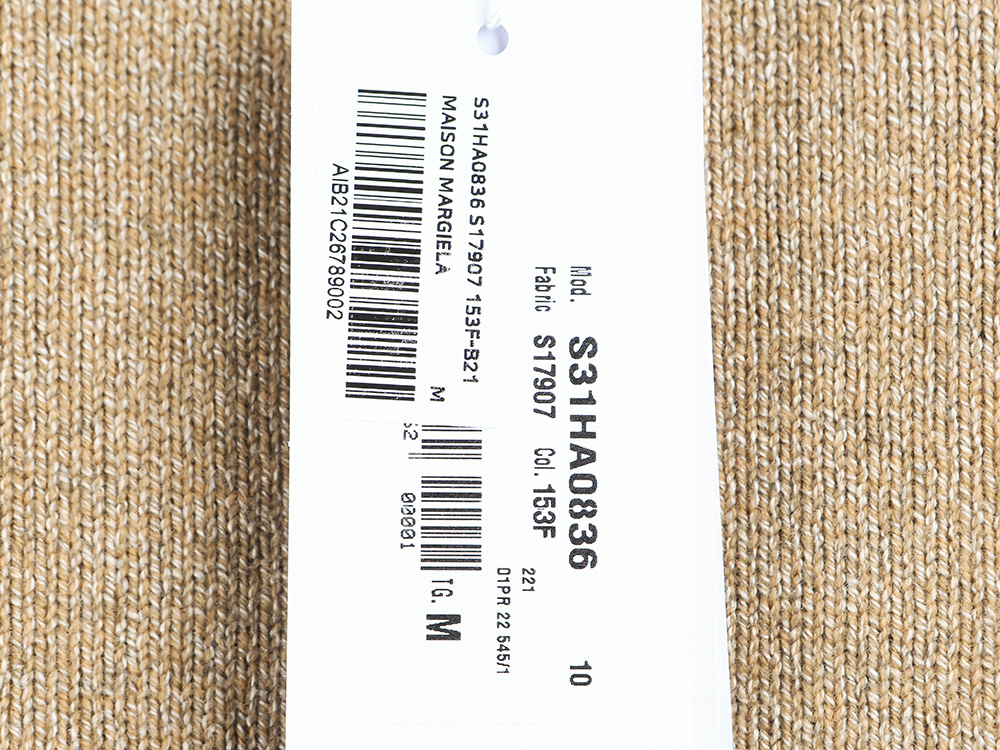 S31HA0836 S17907 153F-B21
MAISON MARGIELA
M
AIB21C26789002
Mod. S31HA0836 10
Fabric S17907 Col. 153F
221
01PR 22 545/1
TG. M
00001